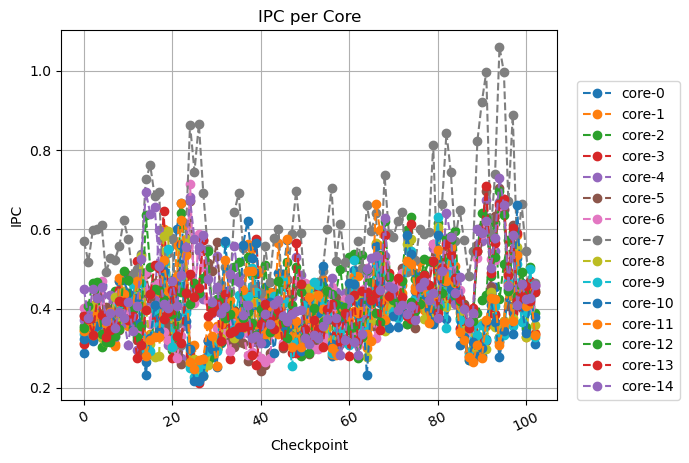 IPC per Core
IPC
1.0
0.8
0.6
0.4
0.2
0
20
40
60
80
100
Checkpoint
core-0
core-1
core-2
core-3
core-4
core-5
core-6
core-7
core-8
core-9
core-10
core-11
core-12
core-13
core-14